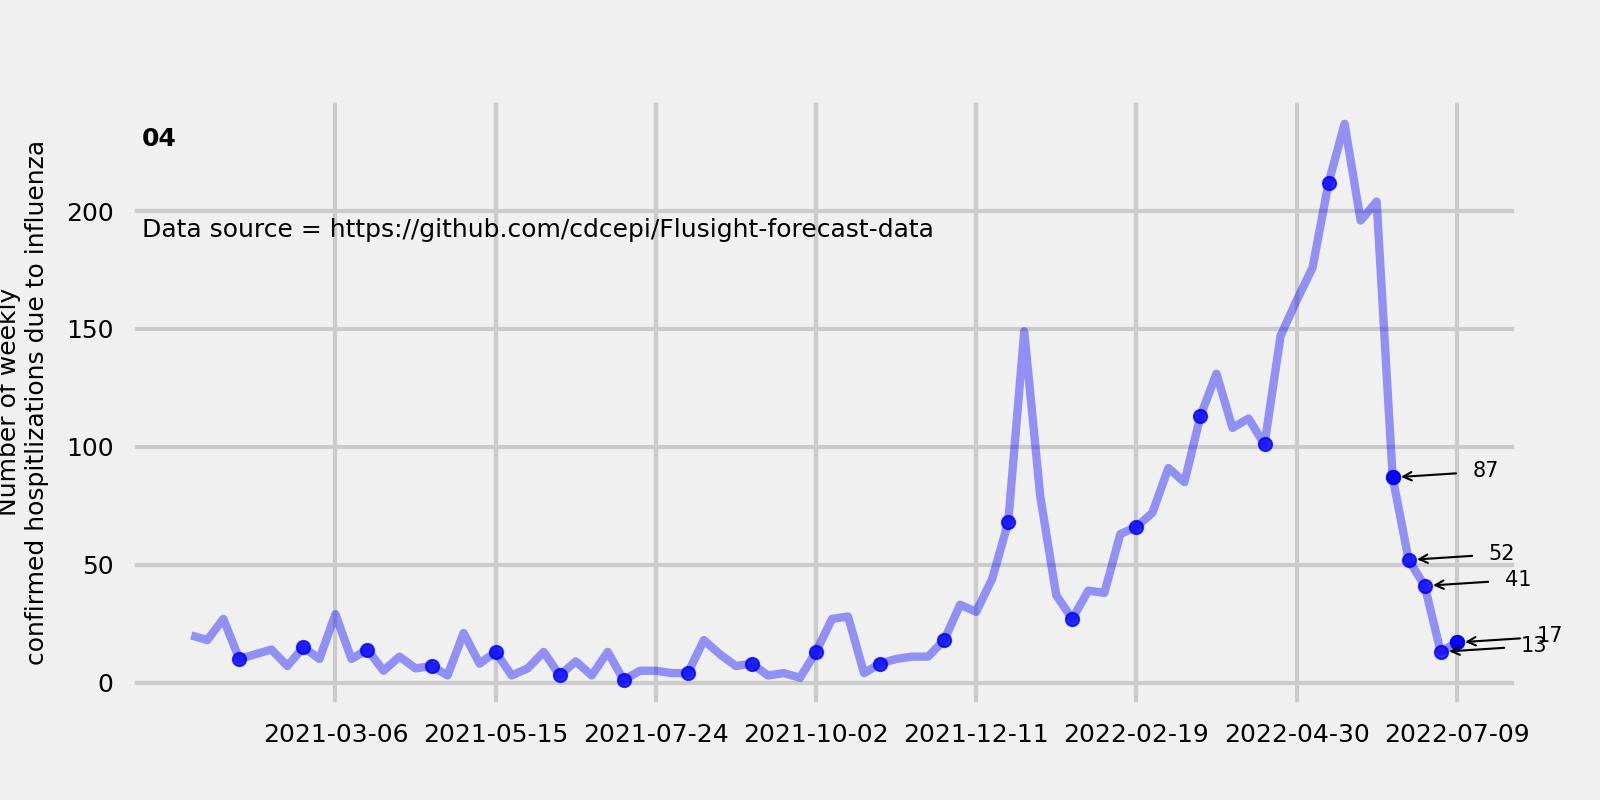 04
Data source = https://github.com/cdcepi/Flusight-forecast-data
Number of weekly
confirmed hospitlizations due to influenza
200
150
100
50
0
87
52
41
17
13
2021-03-06 2021-05-15 2021-07-24 2021-10-02 2021-12-11 2022-02-19 2022-04-30 2022-07-09